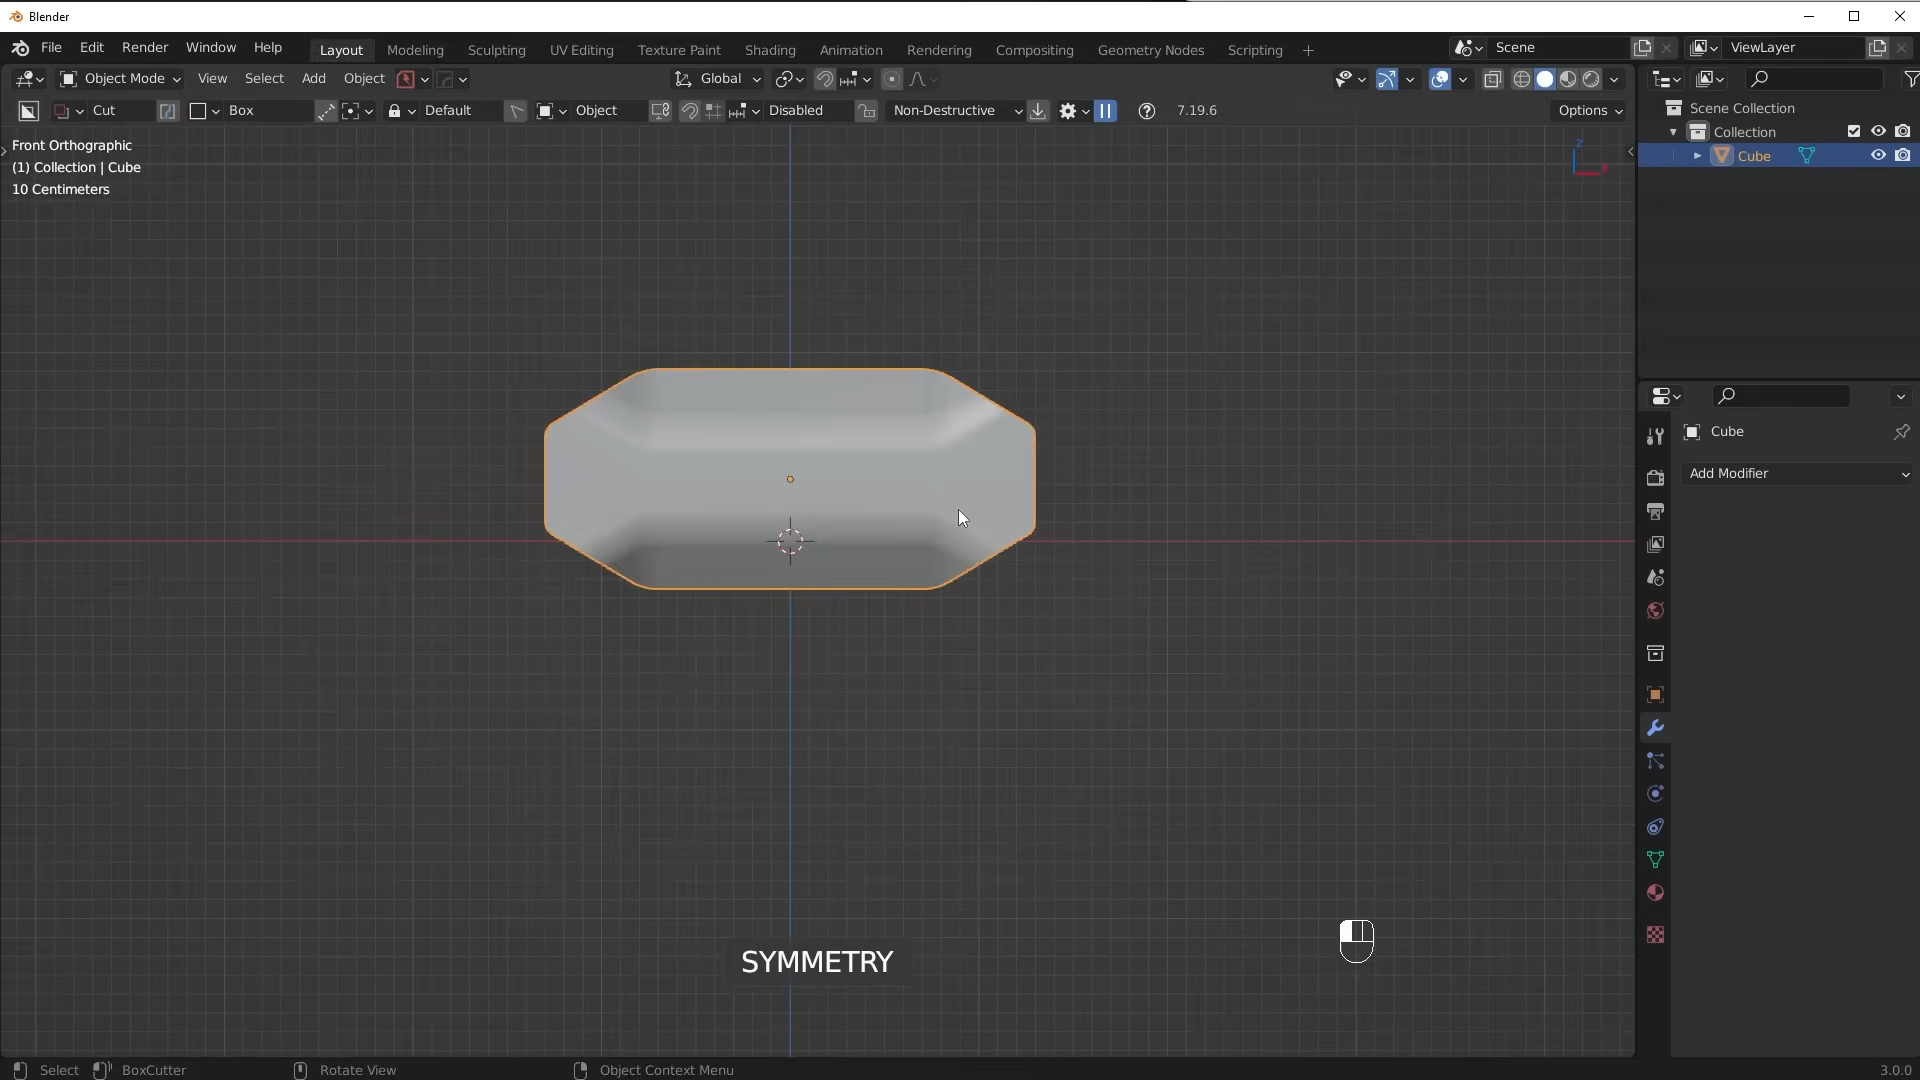 Blender
File Edit Render Window Help Layout Modeling Sculpting UV Editing Texture Paint Shading Animation Rendering Compositing Geometry Nodes Scripting + Scene ViewLayer
Object Mode View Select Add Object Global
Cut Box Default Object Disabled Non-Destructive 7.19.6 Options
Scene Collection
Collection
Cube
Front Orthographic
(1) Collection | Cube
10 Centimeters
Z
Cube
Add Modifier
SYMMETRY
Select BoxCutter Rotate View Object Context Menu 3.0.0